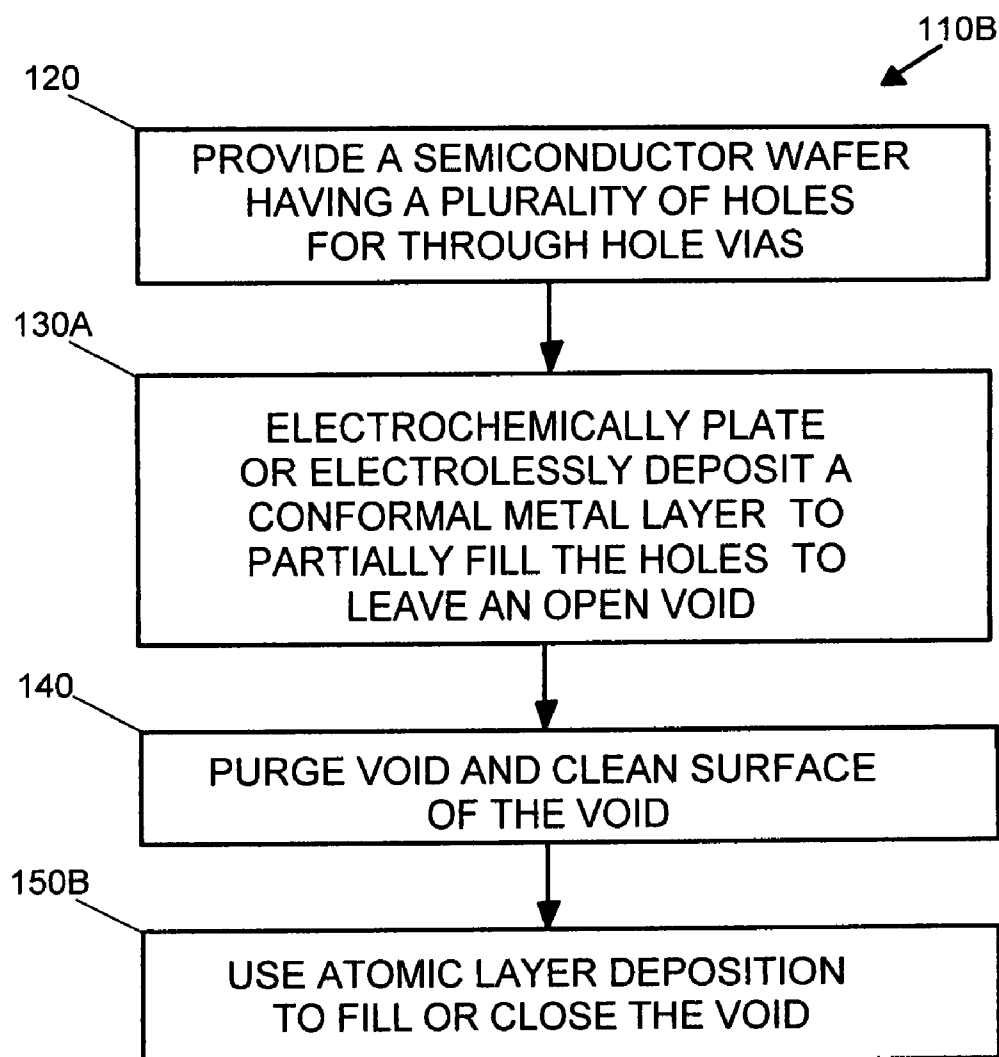 110B
120
PROVIDE A SEMICONDUCTOR WAFER
HAVING A PLURALITY OF HOLES
FOR THROUGH HOLE VIAS
130A
ELECTROCHEMICALLY PLATE
OR ELECTROLESSLY DEPOSIT A
CONFORMAL METAL LAYER TO
PARTIALLY FILL THE HOLES TO
LEAVE AN OPEN VOID
140
PURGE VOID AND CLEAN SURFACE
OF THE VOID
150B
USE ATOMIC LAYER DEPOSITION
TO FILL OR CLOSE THE VOID